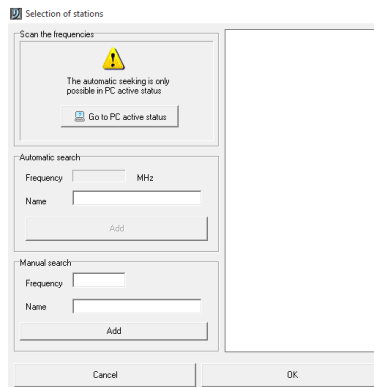 Selection of stations
Scan the frequencies
The automatic seeking is only
possible in PC active status
Go to PC active status
Automatic search
Frequency MHz
Name
Add
Manual search
Frequency
Name
Add
Cancel OK